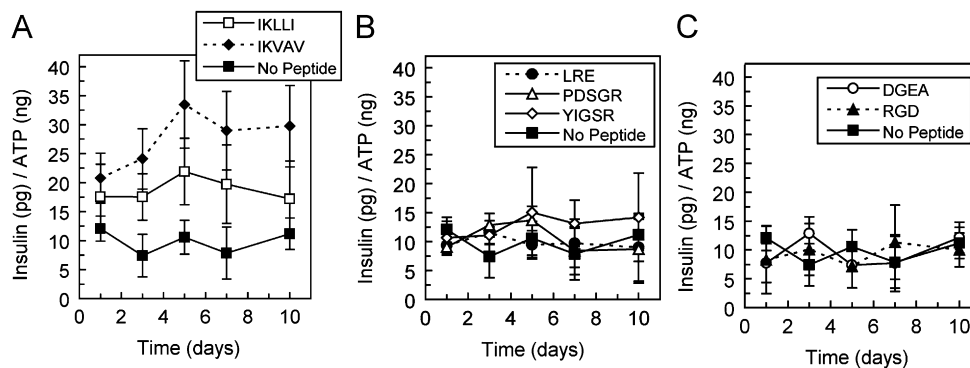 A
IKLLI
IKVAV
No Peptide
Insulin (pg) / ATP (ng)
40
35
30
25
20
15
10
5
0
0 2 4 6 8 10
Time (days)
B
LRE
PDSGR
YIGSR
No Peptide
Insulin (pg) / ATP (ng)
40
35
30
25
20
15
10
5
0
0 2 4 6 8 10
Time (days)
C
DGEA
RGD
No Peptide
Insulin (pg) / ATP (ng)
40
35
30
25
20
15
10
5
0
0 2 4 6 8 10
Time (days)